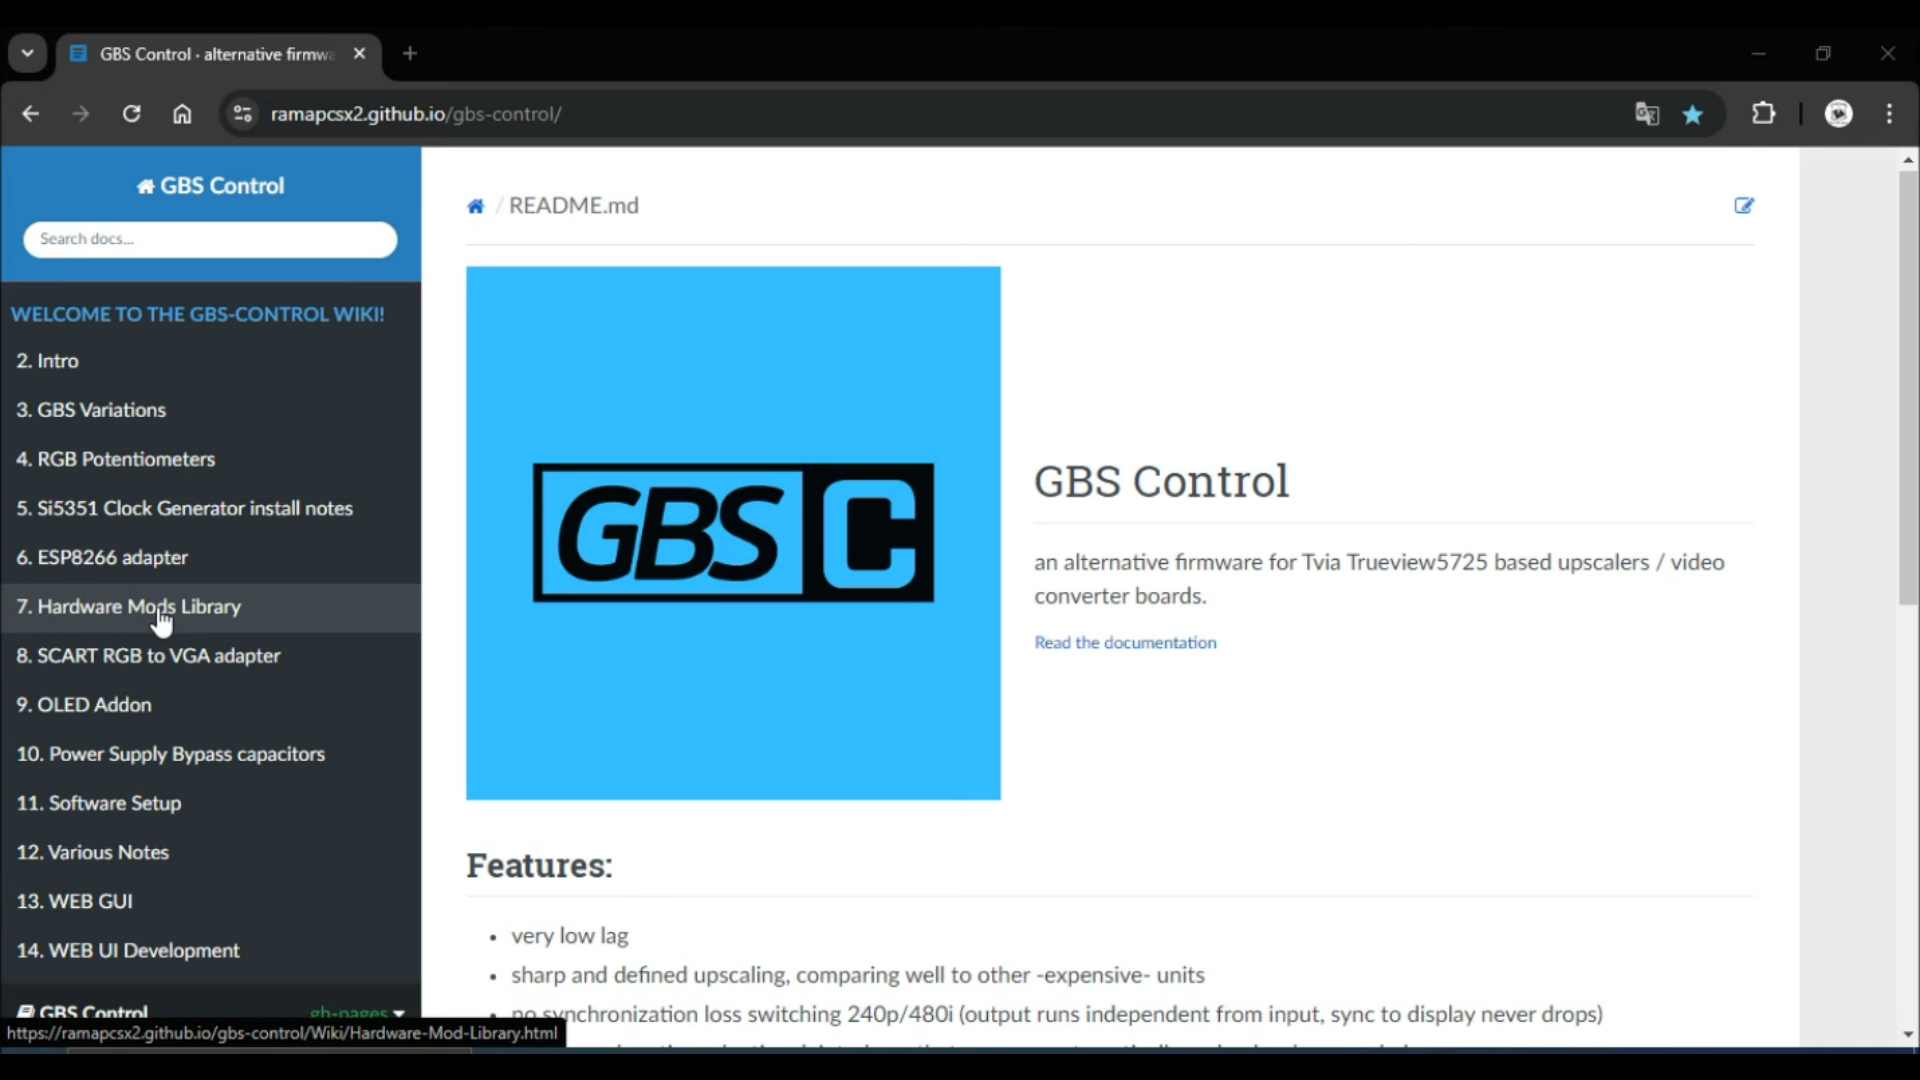 GBS Control · alternative firmwa
ramapcsx2.github.io/gbs-control/
GBS Control
Search docs...
WELCOME TO THE GBS-CONTROL WIKI!
2. Intro
3. GBS Variations
4. RGB Potentiometers
5. Si5351 Clock Generator install notes
6. ESP8266 adapter
7. Hardware Mods Library
8. SCART RGB to VGA adapter
9. OLED Addon
10. Power Supply Bypass capacitors
11. Software Setup
12. Various Notes
13. WEB GUI
14. WEB UI Development
GBS Control gh-pages
https://ramapcsx2.github.io/gbs-control/Wiki/Hardware-Mod-Library.html
/ README.md
GBS C
GBS Control
an alternative firmware for Tvia Trueview5725 based upscalers / video
converter boards.
Read the documentation
Features:
• very low lag
• sharp and defined upscaling, comparing well to other -expensive- units
• no synchronization loss switching 240p/480i (output runs independent from input, sync to display never drops)